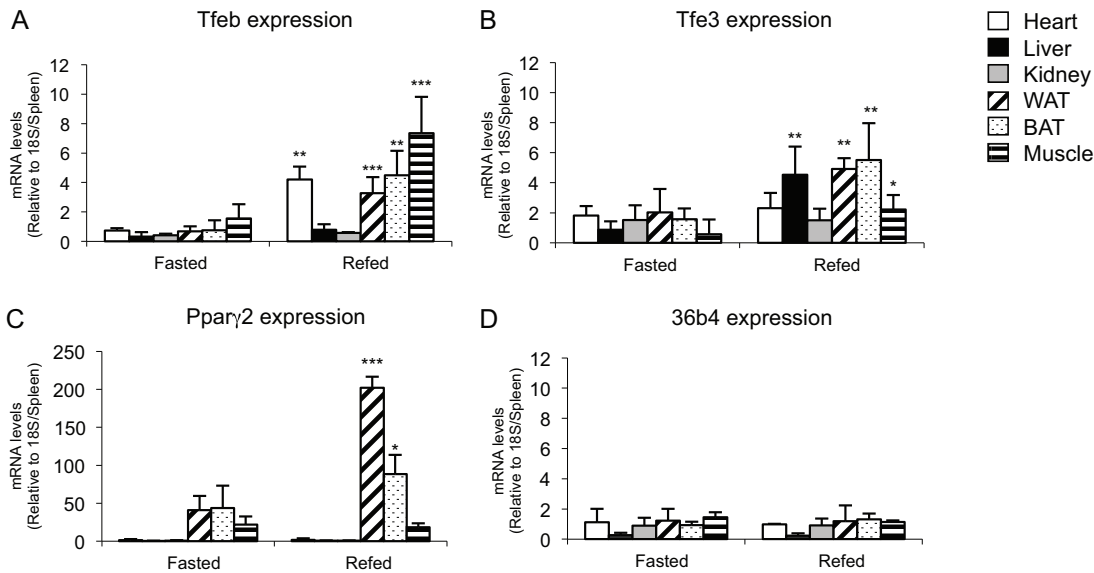 A
Tfeb expression
mRNA levels
(Relative to 18S/Spleen)
12
10
8
6
4
2
0
**
***
**
***
Fasted
Refed
B
Tfe3 expression
mRNA levels
(Relative to 18S/Spleen)
12
10
8
6
4
2
0
**
**
**
*
Fasted
Refed
Heart
Liver
Kidney
WAT
BAT
Muscle
C
Pparγ2 expression
mRNA levels
(Relative to 18S/Spleen)
250
200
150
100
50
0
***
*
Fasted
Refed
D
36b4 expression
mRNA levels
(Relative to 18S/Spleen)
12
10
8
6
4
2
0
Fasted
Refed